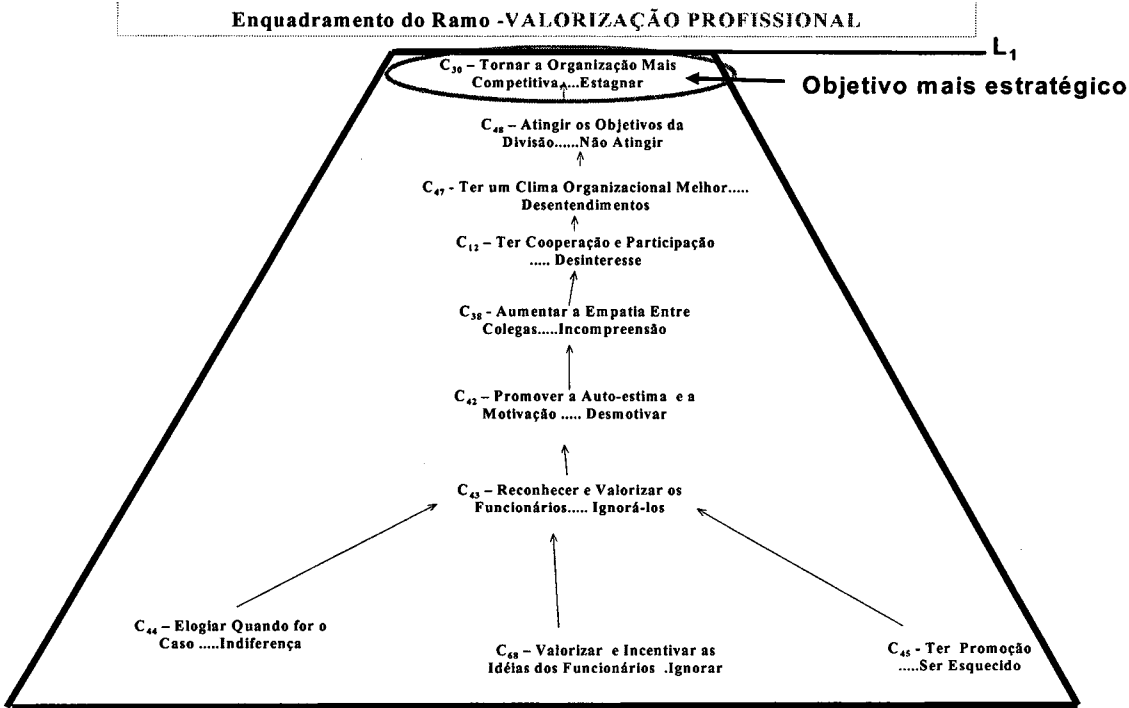 Enquadramento do Ramo -VALORIZAÇÃO PROFISSIONAL
L₁
C₃₀ – Tornar a Organização Mais
Competitiva....Estagnar
Objetivo mais estratégico
C₄₈ – Atingir os Objetivos da
Divisão......Não Atingir
C₄₇ - Ter um Clima Organizacional Melhor.....
Desentendimentos
C₁₂ – Ter Cooperação e Participação
..... Desinteresse
C₃₈ - Aumentar a Empatia Entre
Colegas.....Incompreensão
C₄₂ – Promover a Auto-estima e a
Motivação ..... Desmotivar
C₄₃ – Reconhecer e Valorizar os
Funcionários..... Ignorá-los
C₄₄ – Elogiar Quando for o
Caso .....Indiferença
C₆₈ – Valorizar e Incentivar as
Idéias dos Funcionários .Ignorar
C₄₅ - Ter Promoção
.....Ser Esquecido